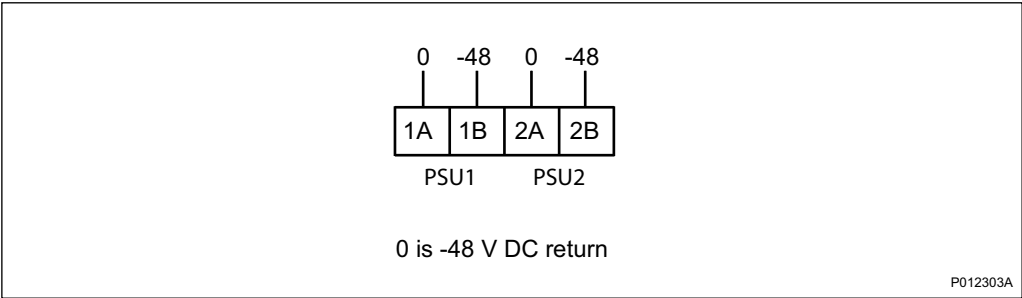 0 -48 0 -48
1A 1B 2A 2B
PSU1 PSU2
0 is -48 V DC return
P012303A